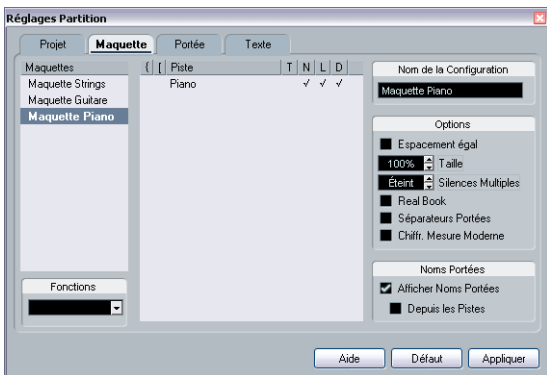 Réglages Partition
Projet Maquette Portée Texte
Maquettes
Maquette Strings
Maquette Guitare
Maquette Piano
{ [ Piste T N L D
Piano √ √ √
Nom de la Configuration
Maquette Piano
Options
Espacement égal
100% Taille
Éteint Silences Multiples
Real Book
Séparateurs Portées
Chiffr. Mesure Moderne
Noms Portées
Afficher Noms Portées
Depuis les Pistes
Fonctions
Aide Défaut Appliquer